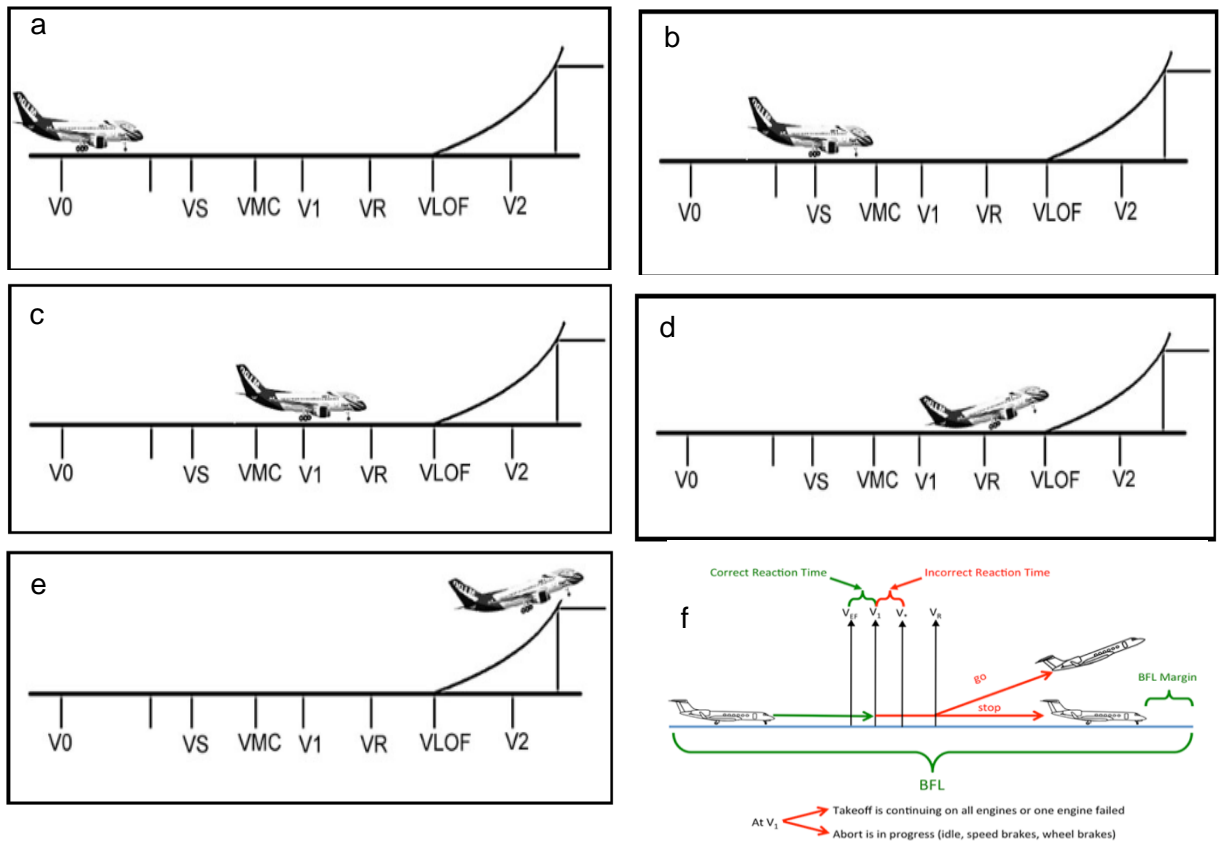 a
V0 VS VMC V1 VR VLOF V2
b
V0 VS VMC V1 VR VLOF V2
c
V0 VS VMC V1 VR VLOF V2
d
V0 VS VMC V1 VR VLOF V2
e
V0 VS VMC V1 VR VLOF V2
f
Correct Reaction Time Incorrect Reaction Time
VEF V1 V+ VR
go
stop
BFL Margin
BFL
At V1
Takeoff is continuing on all engines or one engine failed
Abort is in progress (idle, speed brakes, wheel brakes)